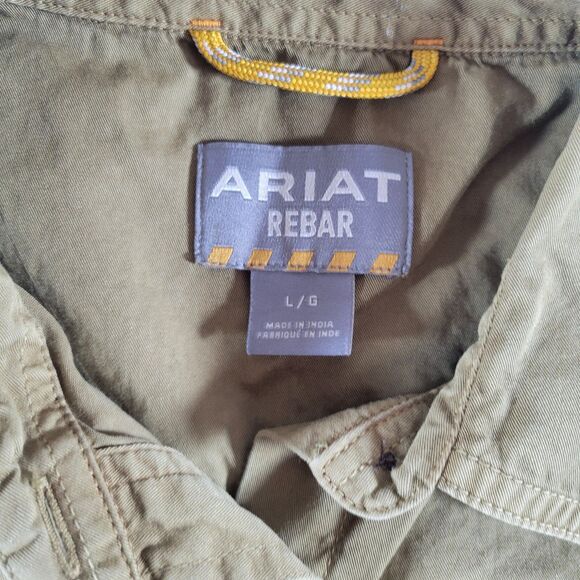 ARIAT
REBAR
L/G
MADE IN INDIA
FABRIQUÉ EN INDE